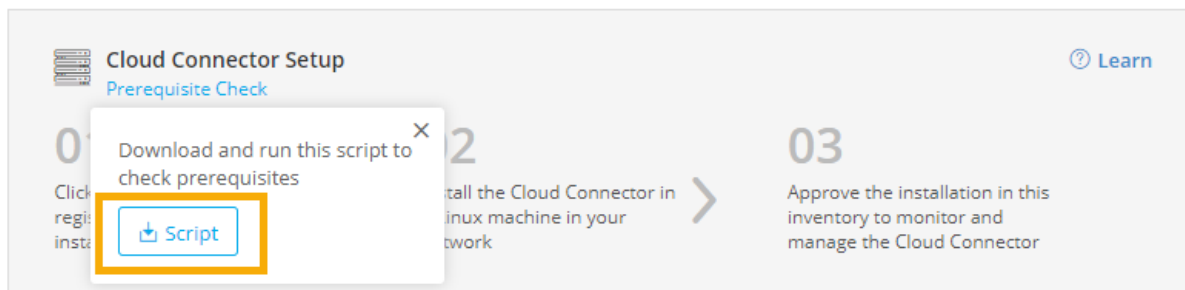 Cloud Connector Setup
Learn
Prerequisite Check
Download and run this script to
check prerequisites
Script
03
tall the Cloud Connector in
inux machine in your
twork
Approve the installation in this
inventory to monitor and
manage the Cloud Connector